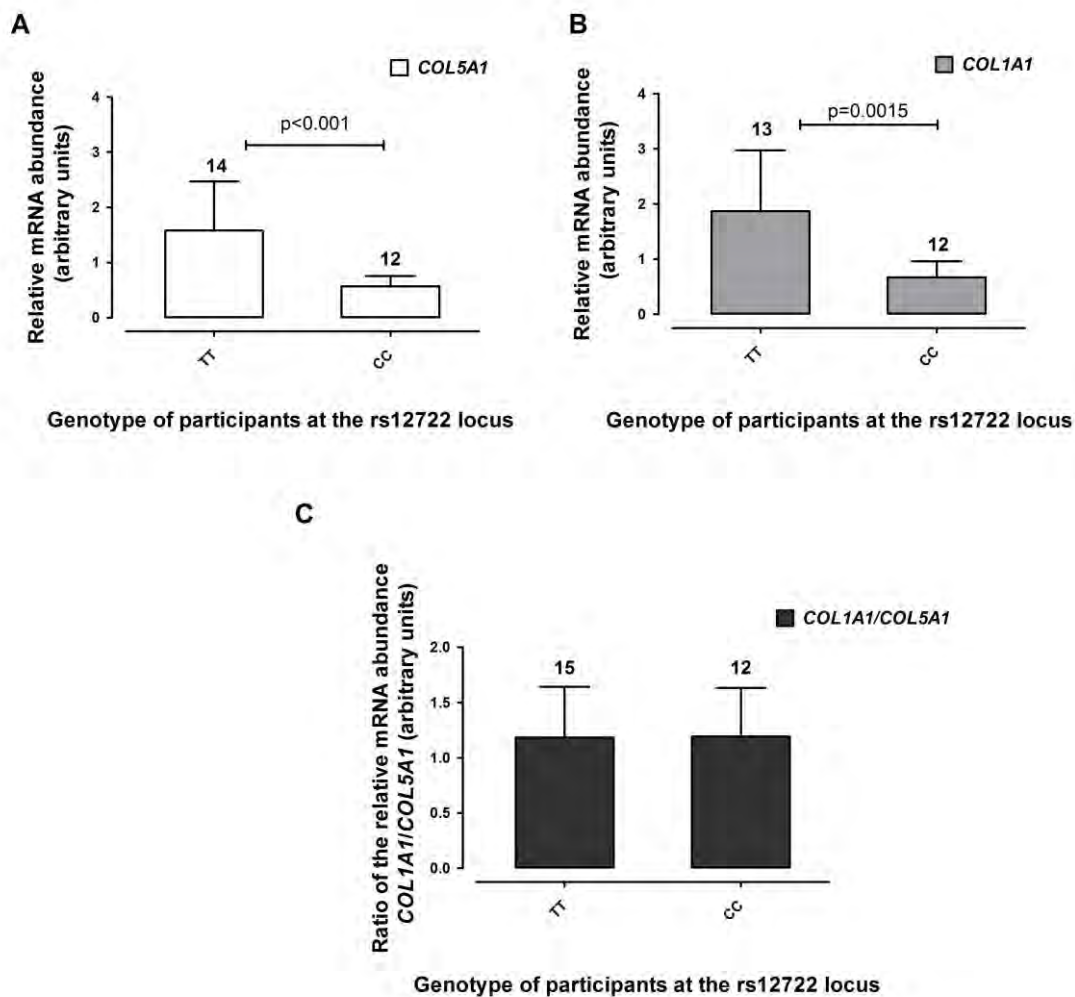 A
COL5A1
Relative mRNA abundance
(arbitrary units)
4
3
2
1
0
p<0.001
14
12
TT
CC
Genotype of participants at the rs12722 locus
B
COL1A1
Relative mRNA abundance
(arbitrary units)
4
3
2
1
0
p=0.0015
13
12
TT
CC
Genotype of participants at the rs12722 locus
C
COL1A1/COL5A1
Ratio of the relative mRNA abundance
COL1A1/COL5A1 (arbitrary units)
2.0
1.5
1.0
0.5
0.0
15
12
TT
CC
Genotype of participants at the rs12722 locus